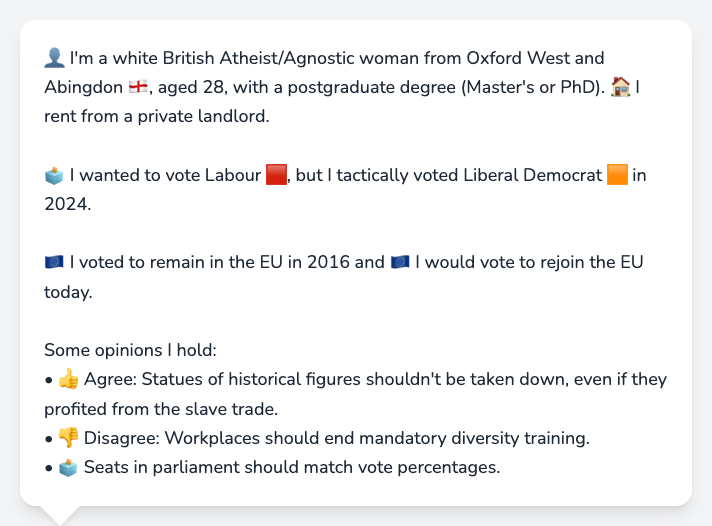 👤 I'm a white British Atheist/Agnostic woman from Oxford West and
Abingdon 🏴󠁧󠁢󠁥󠁮󠁧󠁿, aged 28, with a postgraduate degree (Master's or PhD). 🏠 I
rent from a private landlord.
🗳️ I wanted to vote Labour 🟥, but I tactically voted Liberal Democrat 🟧 in
2024.
🇪🇺 I voted to remain in the EU in 2016 and 🇪🇺 I would vote to rejoin the EU
today.
Some opinions I hold:
• 👍 Agree: Statues of historical figures shouldn't be taken down, even if they
profited from the slave trade.
• 👎 Disagree: Workplaces should end mandatory diversity training.
• 🗳️ Seats in parliament should match vote percentages.